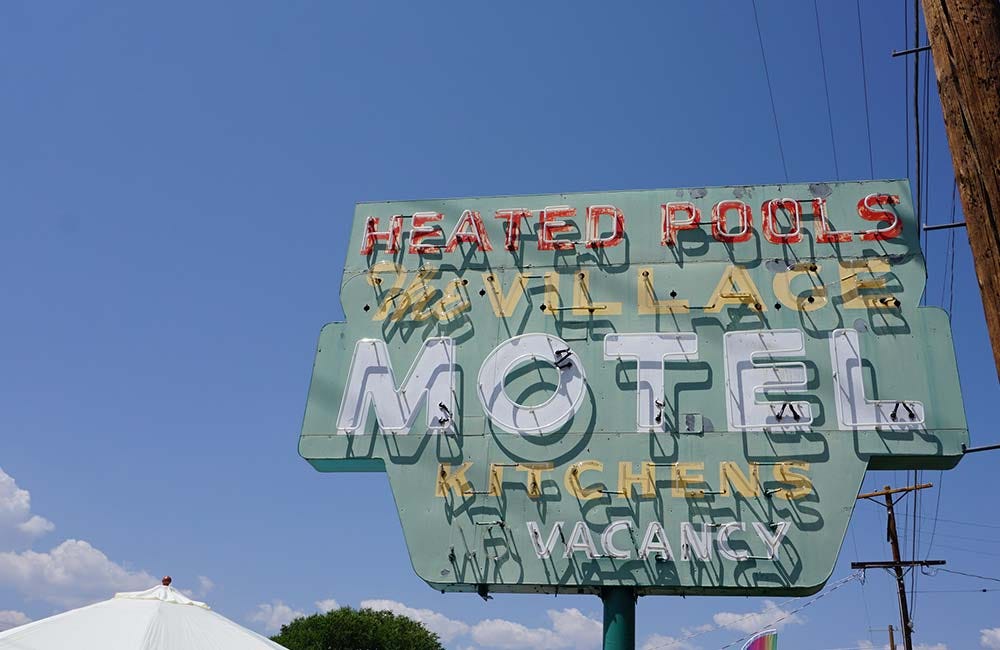 HEATED POOLS
The VILLAGE
MOTEL
KITCHENS
VACANCY